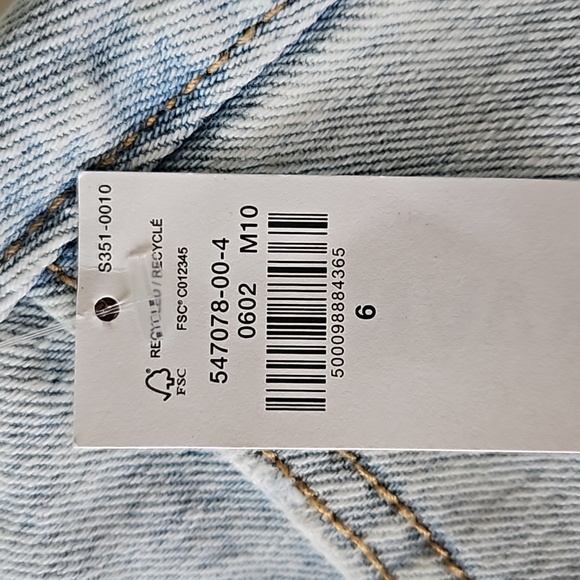 S351-0010
RECYCLED / RECYCLÉ
FSC® C012345
FSC
547078-00-4
0602 M10
500098884365
6